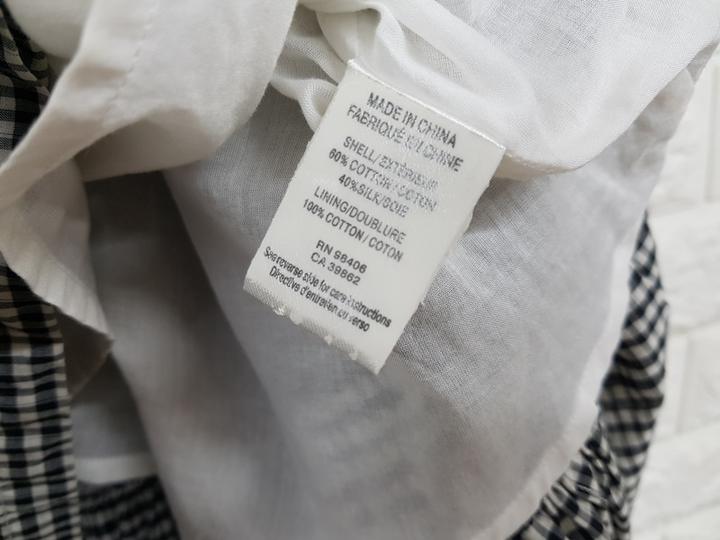 MADE IN CHINA
FABRIQUÉ EN CHINE
SHELL/EXTÉRIEUR
60% COTTON/COTON
40%SILK/SOIE
LINING/DOUBLURE
100% COTTON/COTON
RN 98406
CA 39862
See reverse side for care instructions
Directive d'entretien au verso